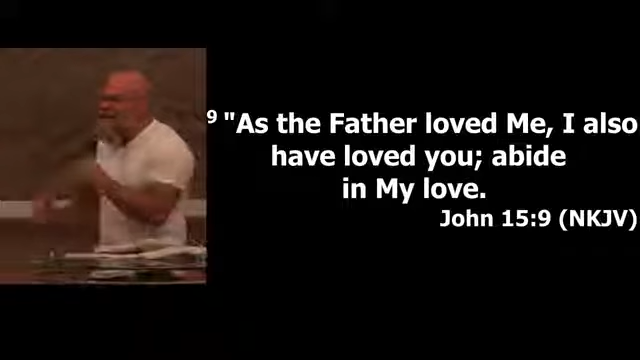 9 "As the Father loved Me, I also
have loved you; abide
in My love.
John 15:9 (NKJV)